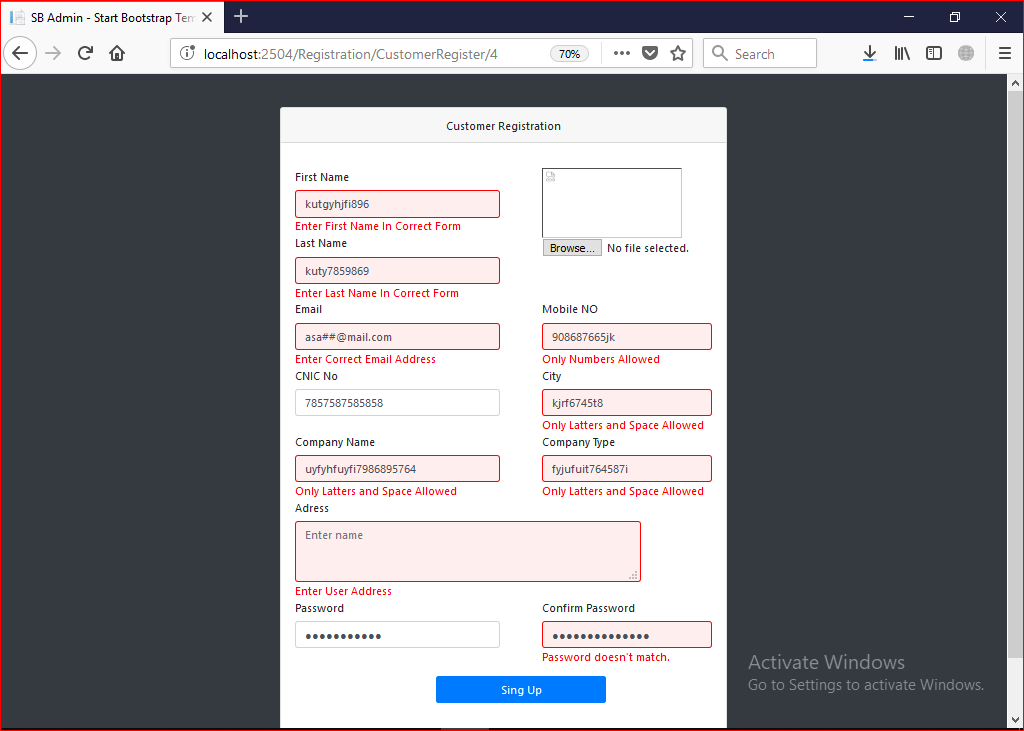 SB Admin - Start Bootstrap Tem
localhost:2504/Registration/CustomerRegister/4
70%
Search
Customer Registration
First Name
kutgyhjfi896
Enter First Name In Correct Form
Browse...
No file selected.
Last Name
kuty7859869
Enter Last Name In Correct Form
Email
Mobile NO
asa##@mail.com
908687665jk
Enter Correct Email Address
Only Numbers Allowed
CNIC No
City
7857587585858
kjrf6745t8
Only Latters and Space Allowed
Company Name
Company Type
uyfyhfuyfi7986895764
fyjufuit764587i
Only Latters and Space Allowed
Only Latters and Space Allowed
Adress
Enter name
Enter User Address
Password
Confirm Password
Password doesn't match.
Sing Up
Activate Windows
Go to Settings to activate Windows.